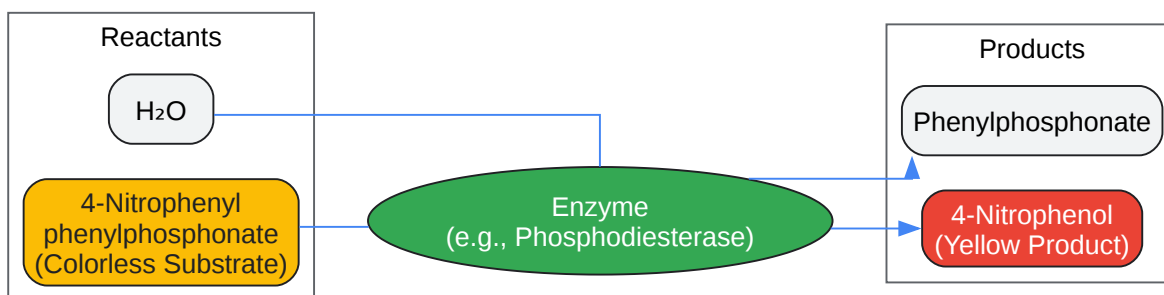 Reactants
H₂O
4-Nitrophenyl
phenylphosphonate
(Colorless Substrate)
Enzyme
(e.g., Phosphodiesterase)
Products
Phenylphosphonate
4-Nitrophenol
(Yellow Product)